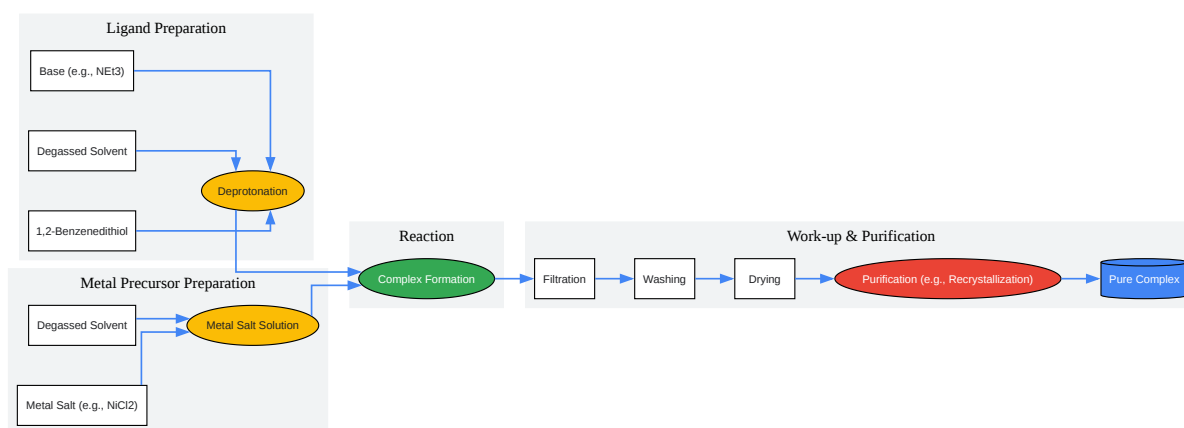 Ligand Preparation
Base (e.g., NEt3)
Degassed Solvent
Deprotonation
1,2-Benzenedithiol
Metal Precursor Preparation
Degassed Solvent
Metal Salt Solution
Metal Salt (e.g., NiCl2)
Reaction
Complex Formation
Work-up & Purification
Filtration
Washing
Drying
Purification (e.g., Recrystallization)
Pure Complex